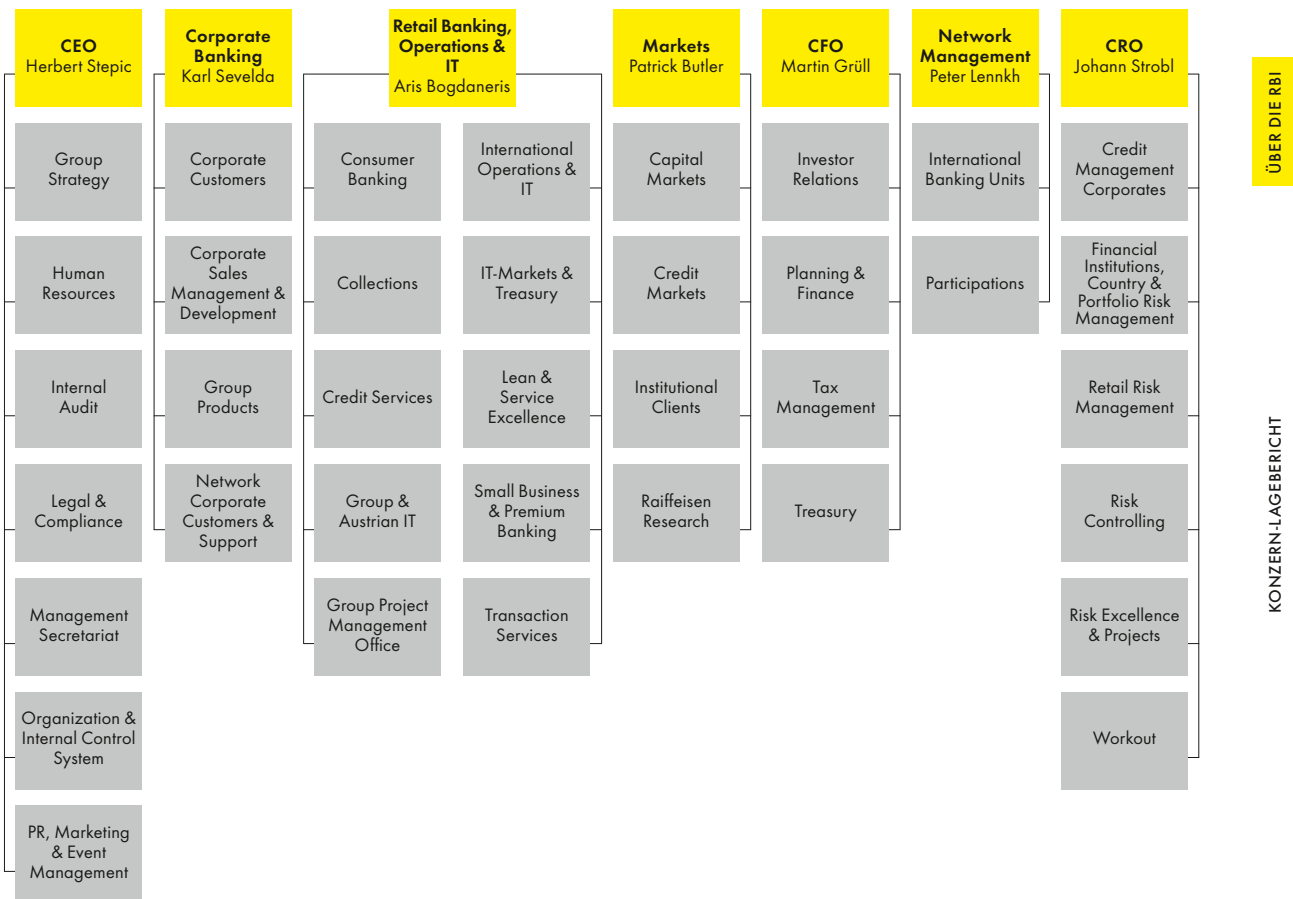 CEO
Herbert Stepic
Group
Strategy
Human
Resources
Internal
Audit
Legal &
Compliance
Management
Secretariat
Organization &
Internal Control
System
PR, Marketing
& Event
Management
Corporate
Banking
Karl Sevelda
Corporate
Customers
Corporate
Sales
Management &
Development
Group
Products
Network
Corporate
Customers &
Support
Retail Banking,
Operations &
IT
Aris Bogdaneris
Consumer
Banking
Collections
Credit Services
Group &
Austrian IT
Group Project
Management
Office
International
Operations &
IT
IT-Markets &
Treasury
Lean &
Service
Excellence
Small Business
& Premium
Banking
Transaction
Services
Markets
Patrick Butler
Capital
Markets
Credit
Markets
Institutional
Clients
Raiffeisen
Research
CFO
Martin Grüll
Investor
Relations
Planning &
Finance
Tax
Management
Treasury
Network
Management
Peter Lennkh
International
Banking Units
Participations
CRO
Johann Strobl
Credit
Management
Corporates
Financial
Institutions,
Country &
Portfolio Risk
Management
Retail Risk
Management
Risk
Controlling
Risk Excellence
& Projects
Workout
ÜBER DIE RBI
KONZERN-LAGEBERICHT